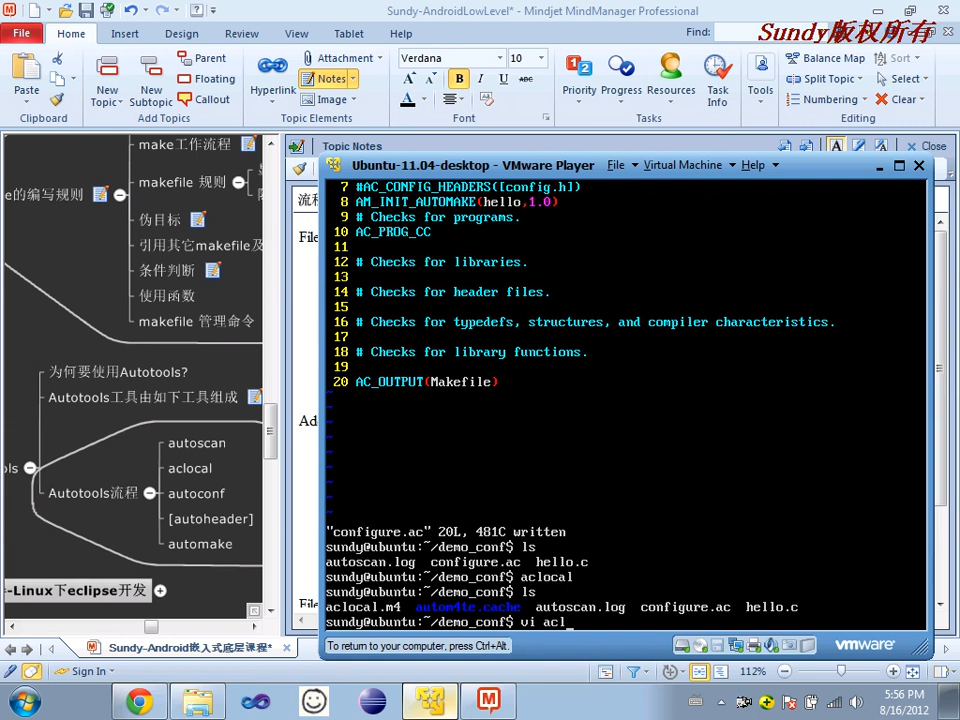 Sundy-AndroidLowLevel* - Mindjet MindManager Professional
Sundy版权所有
File
Home
Insert
Design
Review
View
Tablet
Help
Find:
Paste
Clipboard
New Topic
New Subtopic
Parent
Floating
Callout
Add Topics
Hyperlink
Attachment
Notes
Image
Topic Elements
Verdana
10
B
I
U
ABC
A
Font
Priority
Progress
Resources
Task Info
Tasks
Tools
Balance Map
Split Topic
Numbering
Sort
Select
Clear
Editing
make工作流程
e的编写规则
makefile 规则
伪目标
引用其它makefile及
条件判断
使用函数
makefile 管理命令
为何要使用Autotools?
Autotools工具由如下工具组成
ols
Autotools流程
autoscan
aclocal
autoconf
[autoheader]
automake
-Linux下eclipse开发
Topic Notes
Close
流程
File
Ad
File
Ubuntu-11.04-desktop - VMware Player
File
Virtual Machine
Help
7 #AC_CONFIG_HEADERS([config.h])
8 AM_INIT_AUTOMAKE(hello,1.0)
9 # Checks for programs.
10 AC_PROG_CC
11
12 # Checks for libraries.
13
14 # Checks for header files.
15
16 # Checks for typedefs, structures, and compiler characteristics.
17
18 # Checks for library functions.
19
20 AC_OUTPUT(Makefile)
~
~
~
~
~
~
~
~
~
"configure.ac" 20L, 481C written
sundy@ubuntu:~/demo_conf$ ls
autoscan.log configure.ac hello.c
sundy@ubuntu:~/demo_conf$ aclocal
sundy@ubuntu:~/demo_conf$ ls
aclocal.m4 autom4te.cache autoscan.log configure.ac hello.c
sundy@ubuntu:~/demo_conf$ vi acl_
To return to your computer, press Ctrl+Alt.
vmware
Sundy-Android嵌入式底层课程*
Sign In
112%
5:56 PM
8/16/2012